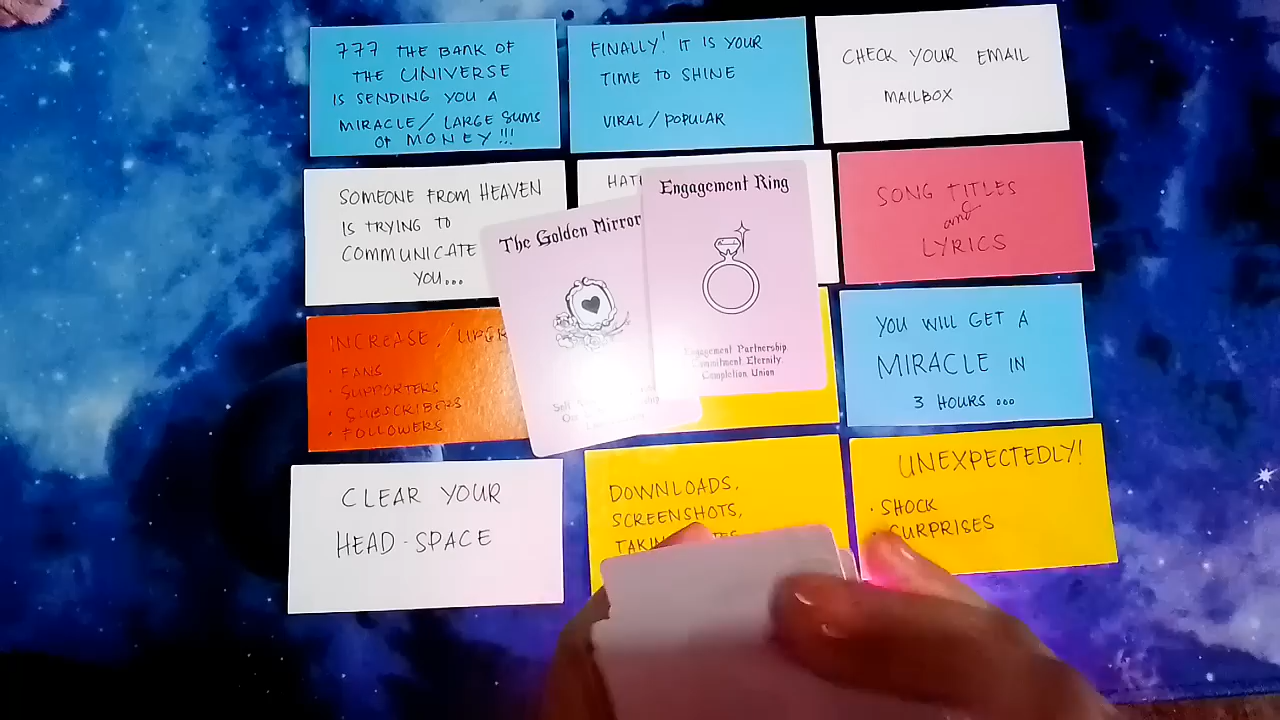 777 THE BANK OF
THE UNIVERSE
IS SENDING YOU A
MIRACLE/ LARGE SUMS
OF MONEY!!!
FINALLY! IT IS YOUR
TIME TO SHINE
VIRAL/POPULAR
CHECK YOUR EMAIL
MAILBOX
SOMEONE FROM HEAVEN
IS TRYING TO
COMMUNICATE
YOU...
The Golden Mirror
Engagement Ring
Engagement Partnership
Commitment Eternity
Completion Union
SONG TITLES
and
LYRICS
INCREASE,
• FANS
• SUPPORTERS
• SUBSCRIBERS
• FOLLOWERS
YOU WILL GET A
MIRACLE IN
3 HOURS ...
CLEAR YOUR
HEAD-SPACE
DOWNLOADS,
SCREENSHOTS,
UNEXPECTEDLY!
• SHOCK
SURPRISES